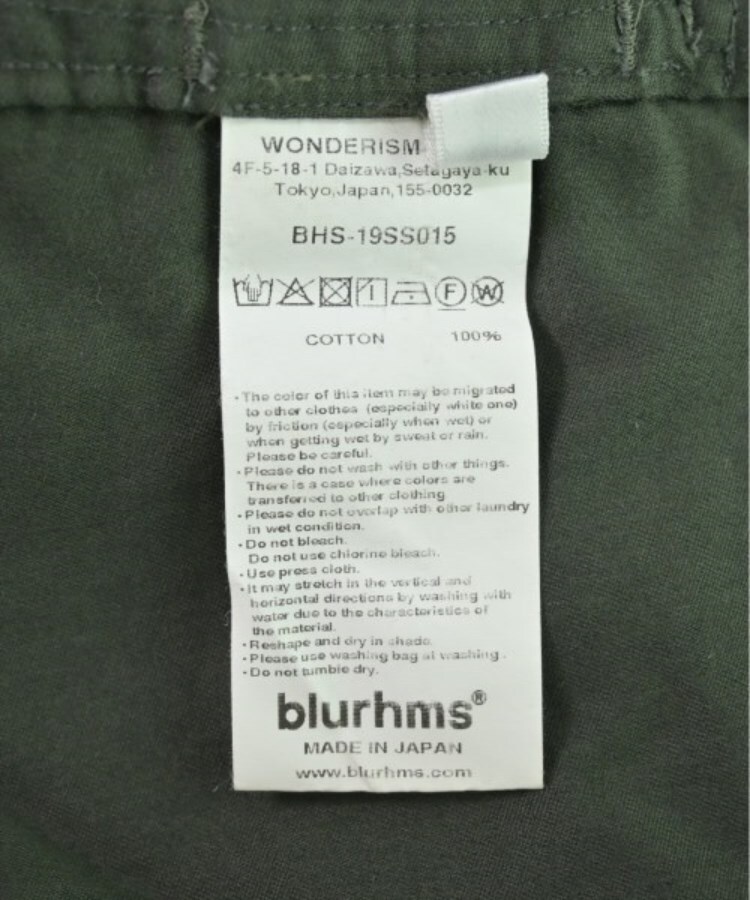 WONDERISM
4F-5-18-1 Daizawa,Setagaya-ku
Tokyo,Japan,155-0032
BHS-19SS015
F W
COTTON 100%
・The color of this item may be migrated
to other clothes (especially white one)
by friction (especially when wet) or
when getting wet by sweat or rain.
Please be careful.
・Please do not wash with other things.
There is a case where colors are
transferred to other clothing
・Please do not overlap with other laundry
in wet condition.
・Do not bleach.
Do not use chlorine bleach.
・Use press cloth.
・It may stretch in the vertical and
horizontal directions by washing with
water due to the characteristics of
the material.
・Reshape and dry in shade
・Please use washing bag at washing.
・Do not tumble dry.
blurhms®
MADE IN JAPAN
www.blurhms.com